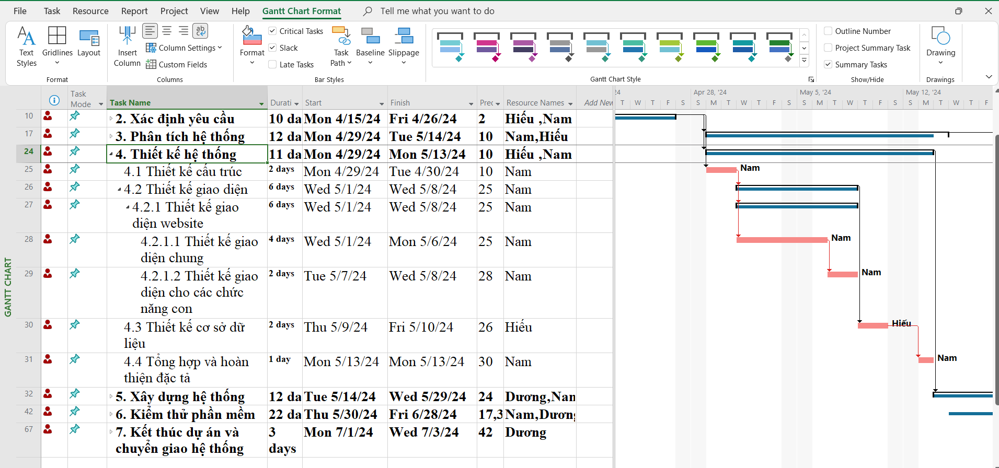 File Task Resource Report Project View Help Gantt Chart Format Tell me what you want to do
Text Styles
Gridlines
Layout
Format
Insert Column
ab c
Column Settings
Custom Fields
Columns
Format
Critical Tasks
Slack
Late Tasks
Task Path
Baseline
Slippage
Bar Styles
Gantt Chart Style
Outline Number
Project Summary Task
Summary Tasks
Show/Hide
Drawing
Drawings
GANTT CHART
Task Mode Task Name Durati Start Finish Prec Resource Names Add New
24 Apr 28, '24 May 5, '24 May 12, '24
T W T F S S M T W T F S S M T W T F S S M T W T F
10 2. Xác định yêu cầu 10 da Mon 4/15/24 Fri 4/26/24 2 Hiếu ,Nam
17 3. Phân tích hệ thống 12 da Mon 4/29/24 Tue 5/14/24 10 Nam,Hiếu
24 4. Thiết kế hệ thống 11 da Mon 4/29/24 Mon 5/13/24 10 Hiếu ,Nam
25 4.1 Thiết kế cấu trúc 2 days Mon 4/29/24 Tue 4/30/24 10 Nam Nam
26 4.2 Thiết kế giao diện 6 days Wed 5/1/24 Wed 5/8/24 25 Nam
27 4.2.1 Thiết kế giao 6 days Wed 5/1/24 Wed 5/8/24 25 Nam
diện website
28 4.2.1.1 Thiết kế giao 4 days Wed 5/1/24 Mon 5/6/24 25 Nam Nam
diện chung
29 4.2.1.2 Thiết kế giao 2 days Tue 5/7/24 Wed 5/8/24 28 Nam Nam
diện cho các chức
năng con
30 4.3 Thiết kế cơ sở dữ 2 days Thu 5/9/24 Fri 5/10/24 26 Hiếu Hiếu
liệu
31 4.4 Tổng hợp và hoàn 1 day Mon 5/13/24 Mon 5/13/24 30 Nam Nam
thiện đặc tả
32 5. Xây dựng hệ thống 12 da Tue 5/14/24 Wed 5/29/24 24 Dương,Nam
42 6. Kiểm thử phần mềm 22 da Thu 5/30/24 Fri 6/28/24 17,3 Nam,Dương
67 7. Kết thúc dự án và 3 Mon 7/1/24 Wed 7/3/24 42 Dương
chuyển giao hệ thống days